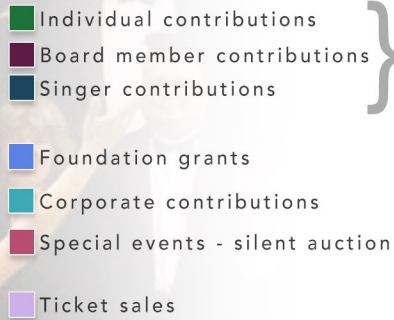 Individual contributions
Board member contributions
Singer contributions
Foundation grants
Corporate contributions
Special events - silent auction
Ticket sales